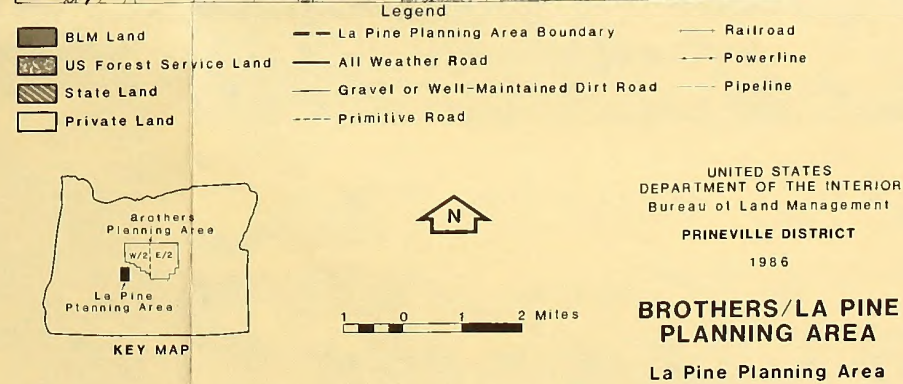 Legend
BLM Land
US Forest Service Land
State Land
Private Land
La Pine Planning Area Boundary
All Weather Road
Gravel or Well-Maintained Dirt Road
Primitive Road
Railroad
Powerline
Pipeline
Brothers
Planning Area
W/2 E/2
La Pine
Planning Area
KEY MAP
N
1 0 1 2 Miles
UNITED STATES
DEPARTMENT OF THE INTERIOR
Bureau of Land Management
PRINEVILLE DISTRICT
1986
BROTHERS/LA PINE
PLANNING AREA
La Pine Planning Area